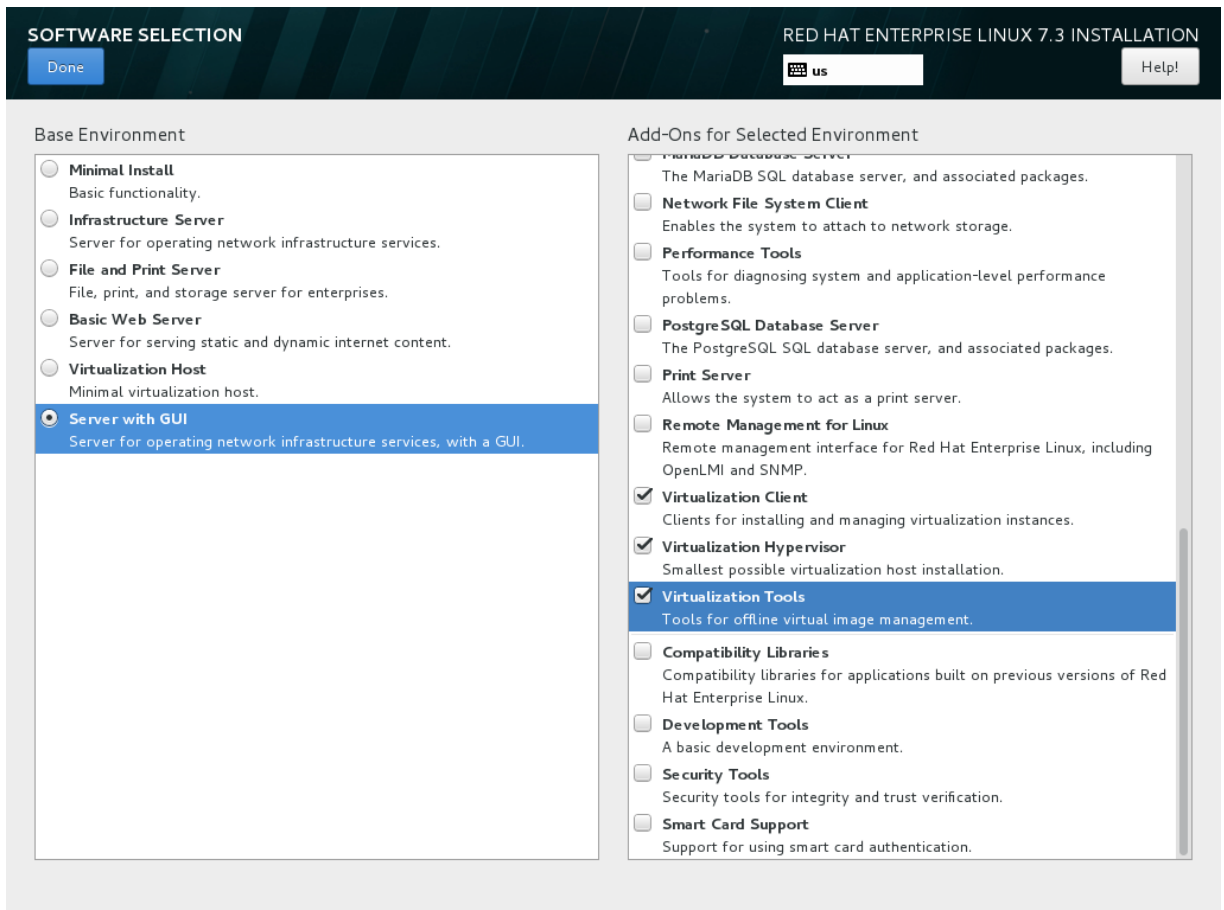 SOFTWARE SELECTION
Done
RED HAT ENTERPRISE LINUX 7.3 INSTALLATION
us
Help!
Base Environment
Minimal Install
Basic functionality.
Infrastructure Server
Server for operating network infrastructure services.
File and Print Server
File, print, and storage server for enterprises.
Basic Web Server
Server for serving static and dynamic internet content.
Virtualization Host
Minimal virtualization host.
Server with GUI
Server for operating network infrastructure services, with a GUI.
Add-Ons for Selected Environment
MariaDB Database Server
The MariaDB SQL database server, and associated packages.
Network File System Client
Enables the system to attach to network storage.
Performance Tools
Tools for diagnosing system and application-level performance
problems.
PostgreSQL Database Server
The PostgreSQL SQL database server, and associated packages.
Print Server
Allows the system to act as a print server.
Remote Management for Linux
Remote management interface for Red Hat Enterprise Linux, including
OpenLMI and SNMP.
Virtualization Client
Clients for installing and managing virtualization instances.
Virtualization Hypervisor
Smallest possible virtualization host installation.
Virtualization Tools
Tools for offline virtual image management.
Compatibility Libraries
Compatibility libraries for applications built on previous versions of Red
Hat Enterprise Linux.
Development Tools
A basic development environment.
Security Tools
Security tools for integrity and trust verification.
Smart Card Support
Support for using smart card authentication.